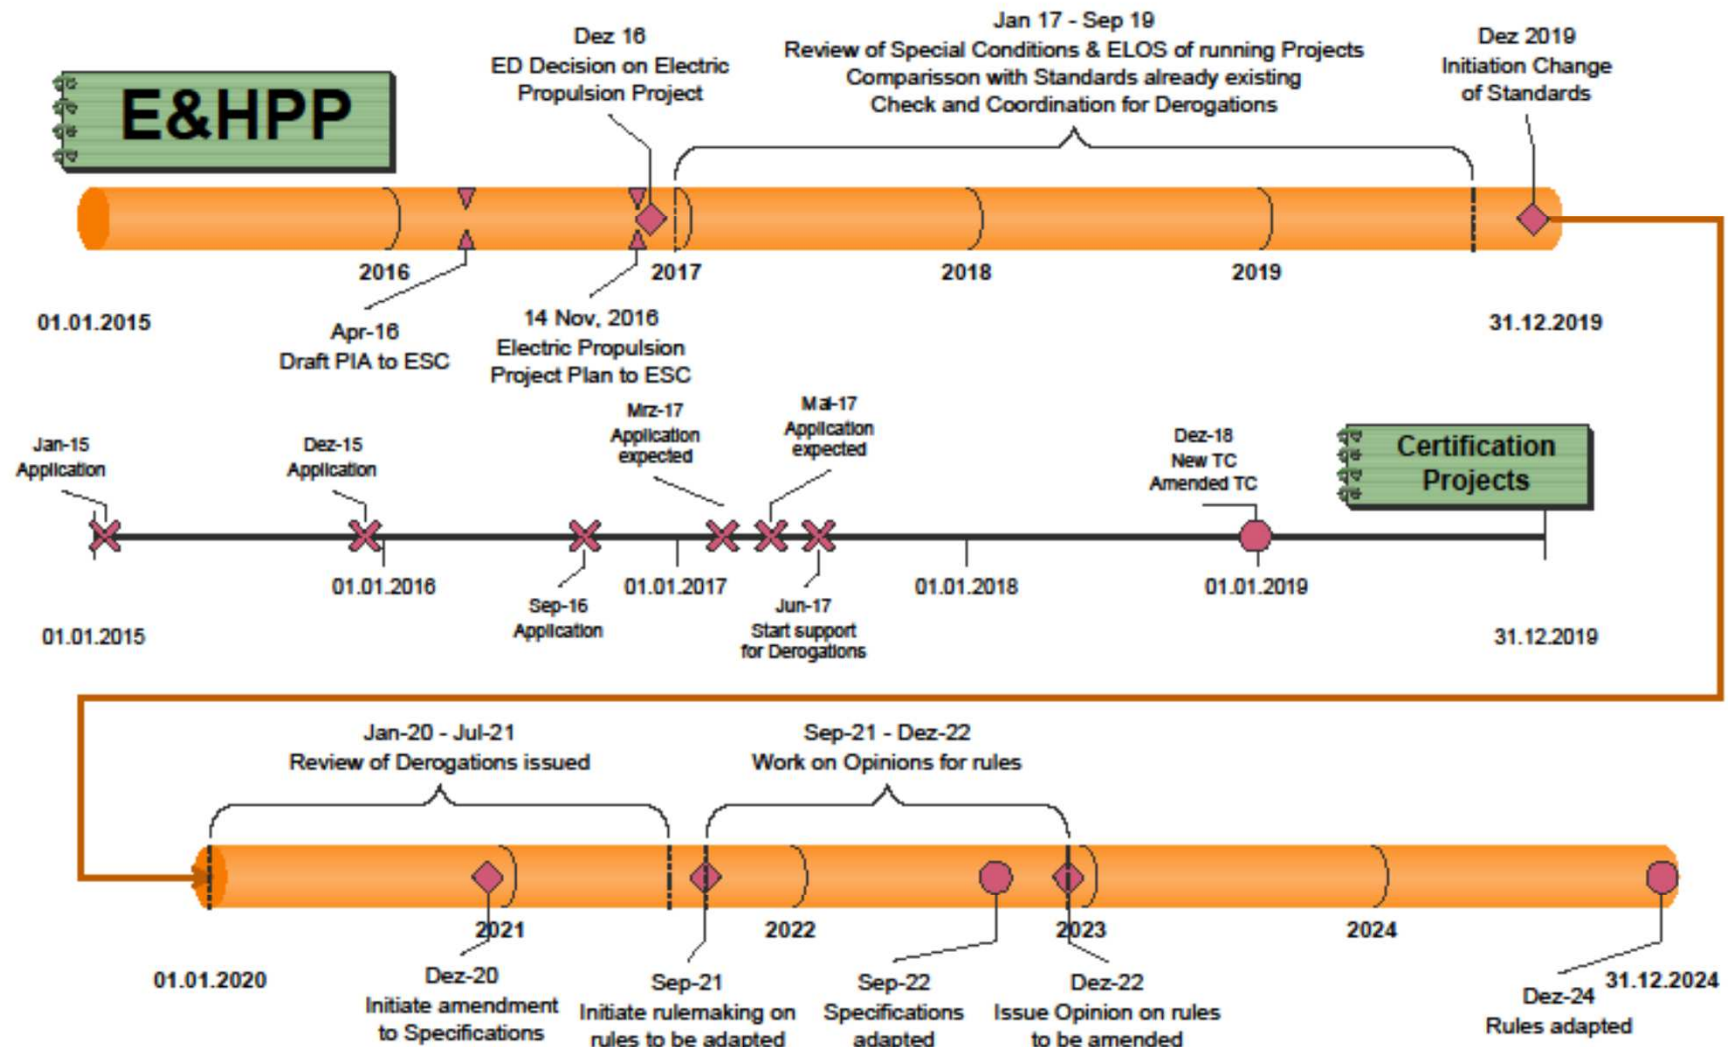 E&HPP
Dez 16
ED Decision on Electric
Propulsion Project
Jan 17 - Sep 19
Review of Special Conditions & ELOS of running Projects
Comparisson with Standards already existing
Check and Coordination for Derogations
Dez 2019
Initiation Change
of Standards
2016
2017
2018
2019
01.01.2015
31.12.2019
Apr-16
Draft PIA to ESC
14 Nov, 2016
Electric Propulsion
Project Plan to ESC
Jan-15
Application
Dez-15
Application
Mrz-17
Application
expected
Mai-17
Application
expected
Dez-18
New TC
Amended TC
Certification
Projects
01.01.2016
01.01.2017
01.01.2018
01.01.2019
01.01.2015
31.12.2019
Sep-16
Application
Jun-17
Start support
for Derogations
Jan-20 - Jul-21
Review of Derogations issued
Sep-21 - Dez-22
Work on Opinions for rules
2021
2022
2023
2024
01.01.2020
31.12.2024
Dez-20
Initiate amendment
to Specifications
Sep-21
Initiate rulemaking on
rules to be adapted
Sep-22
Specifications
adapted
Dez-22
Issue Opinion on rules
to be amended
Dez-24
Rules adapted